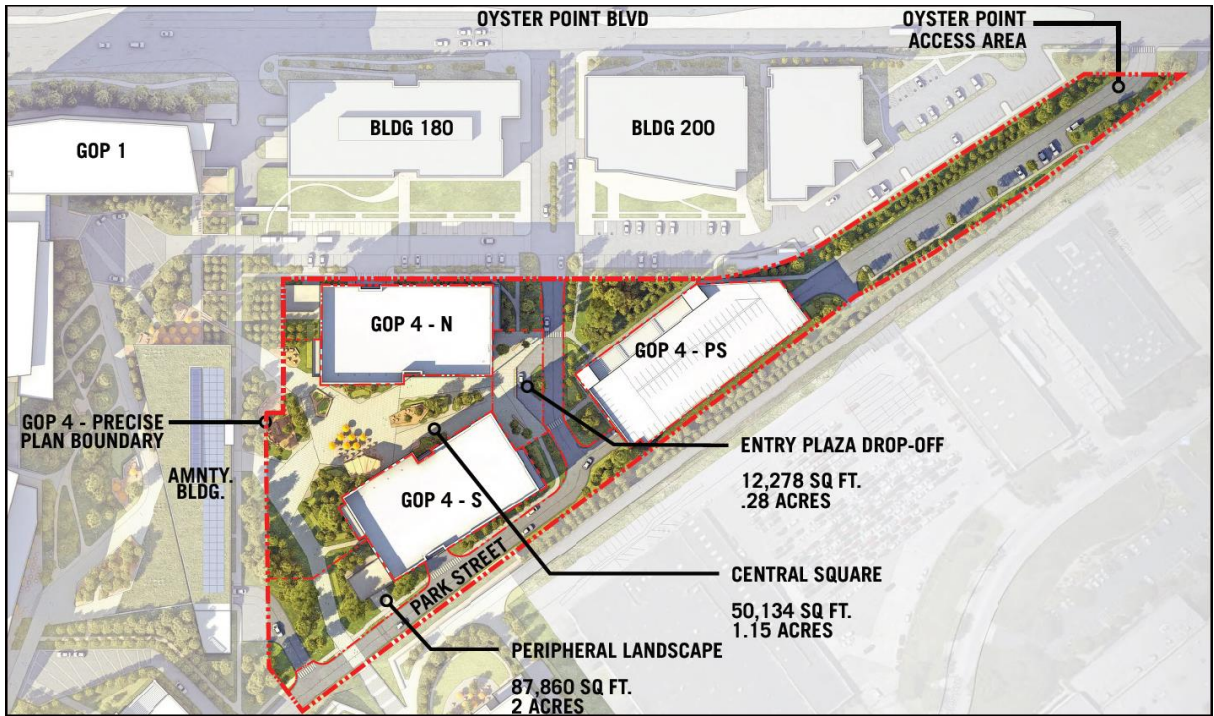 OYSTER POINT BLVD
OYSTER POINT
ACCESS AREA
BLDG 180
BLDG 200
GOP 1
GOP 4 - N
GOP 4 - PS
GOP 4 - PRECISE
PLAN BOUNDARY
AMNTY.
BLDG.
GOP 4 - S
ENTRY PLAZA DROP-OFF
12,278 SQ FT.
.28 ACRES
PARK STREET
CENTRAL SQUARE
50,134 SQ FT.
1.15 ACRES
PERIPHERAL LANDSCAPE
87,860 SQ FT.
2 ACRES